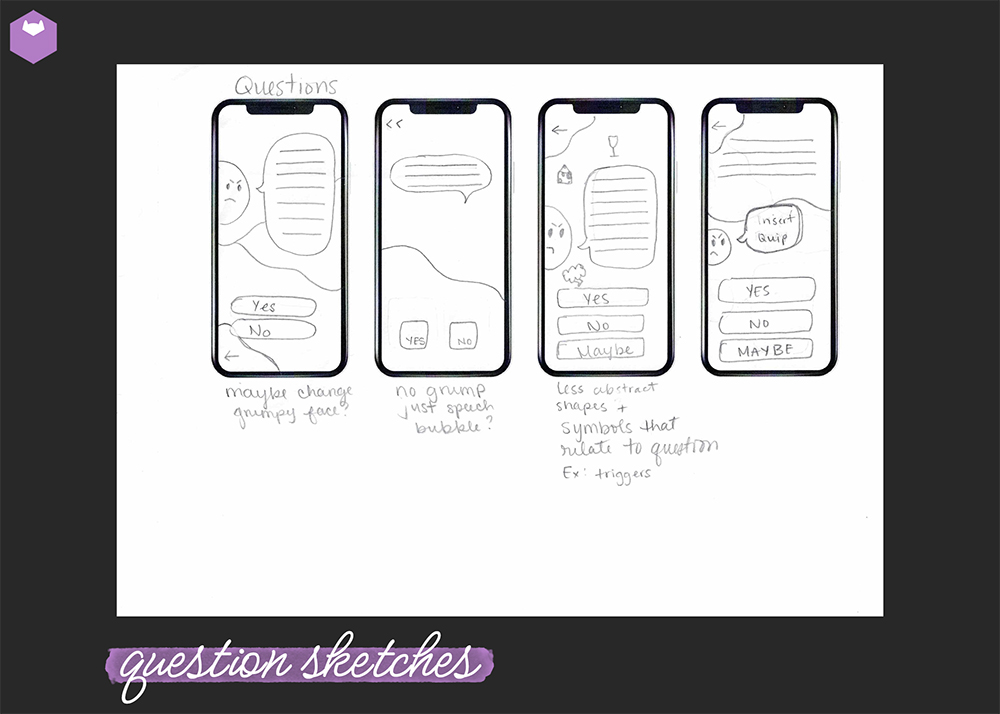 Questions
Yes
No
maybe change
grumpy face?
YES
NO
no grump
just speech
bubble?
Yes
No
Maybe
less abstract
shapes +
symbols that
relate to question
Ex: triggers
Insert
Quip
YES
NO
MAYBE
question sketches